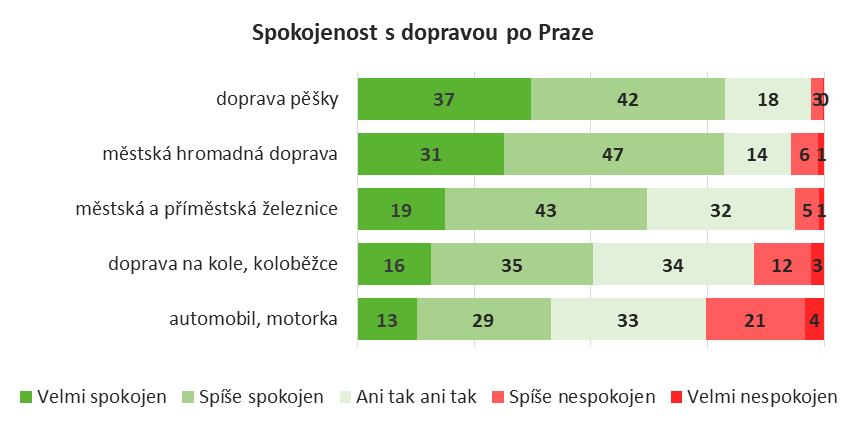 Spokojenost s dopravou po Praze
doprava pěšky 37 42 18 3 0
městská hromadná doprava 31 47 14 6 1
městská a příměstská železnice 19 43 32 5 1
doprava na kole, koloběžce 16 35 34 12 3
automobil, motorka 13 29 33 21 4
Velmi spokojen Spíše spokojen Ani tak ani tak Spíše nespokojen Velmi nespokojen